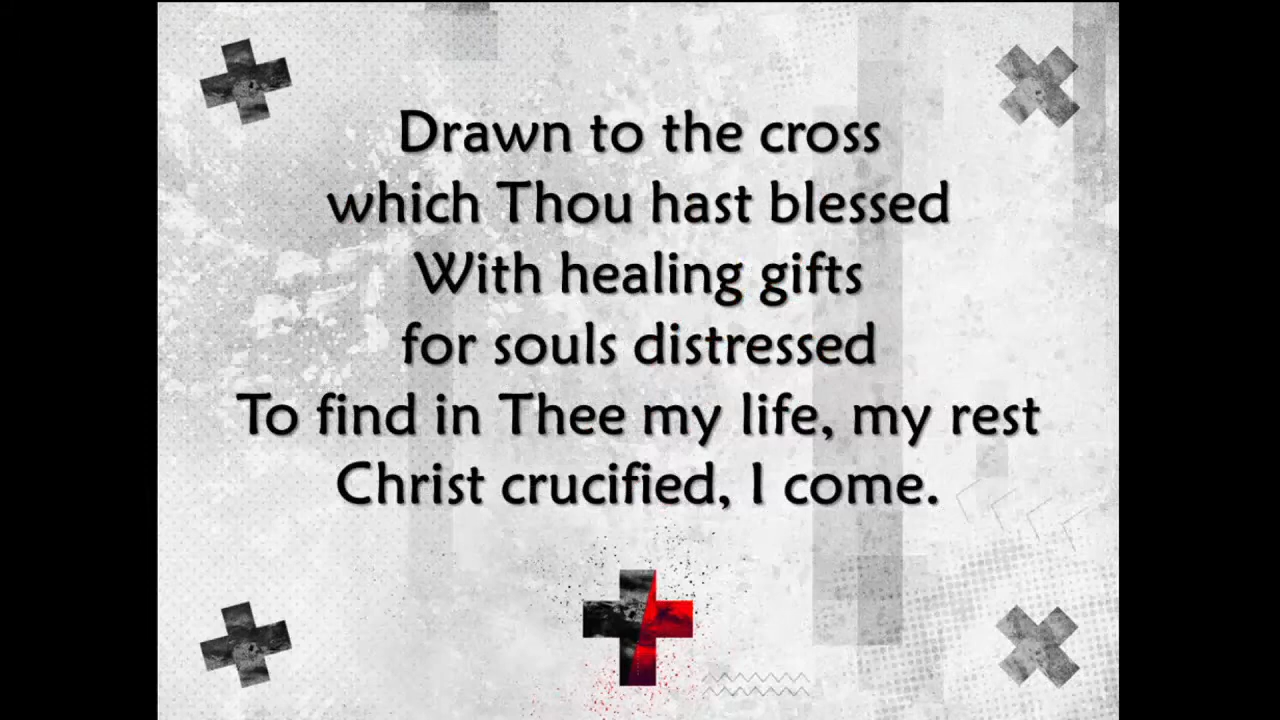 Drawn to the cross
which Thou hast blessed
With healing gifts
for souls distressed
To find in Thee my life, my rest
Christ crucified, I come.